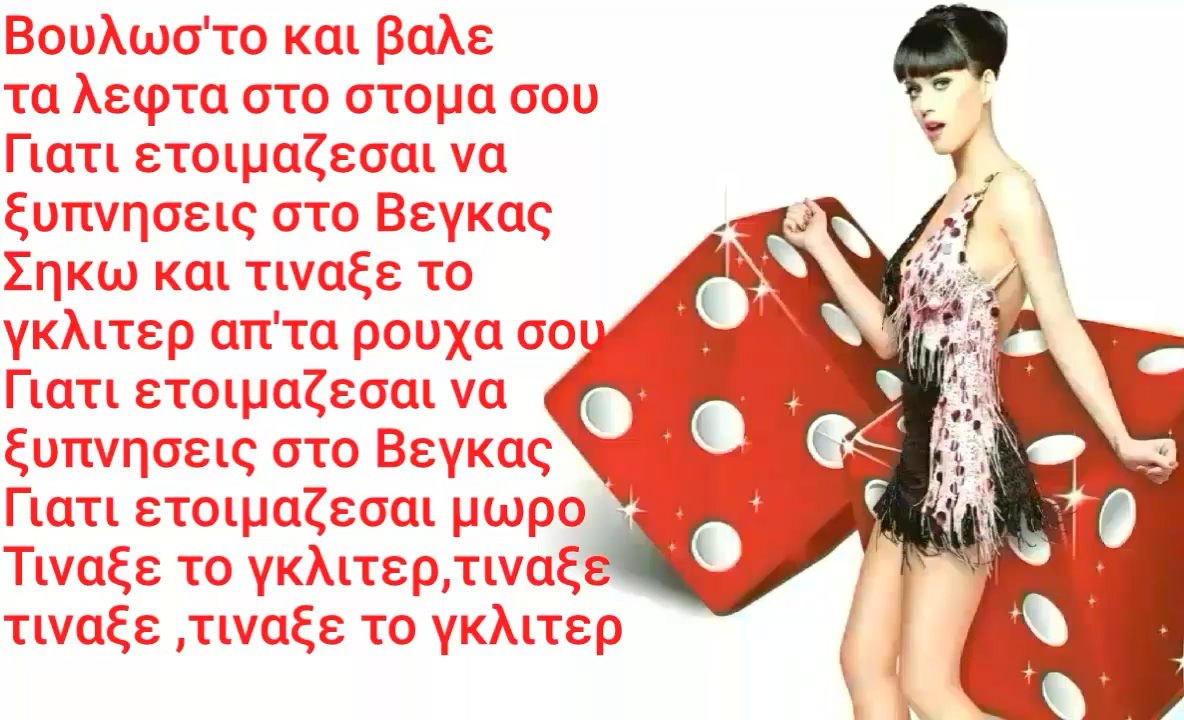 Βουλωσ'το και βαλε
τα λεφτα στο στομα σου
Γιατι ετοιμαζεσαι να
ξυπνησεις στο Βεγκας
Σηκω και τιναξε το
γκλιτερ απ'τα ρουχα σου
Γιατι ετοιμαζεσαι να
ξυπνησεις στο Βεγκας
Γιατι ετοιμαζεσαι μωρο
Τιναξε το γκλιτερ,τιναξε
τιναξε ,τιναξε το γκλιτερ